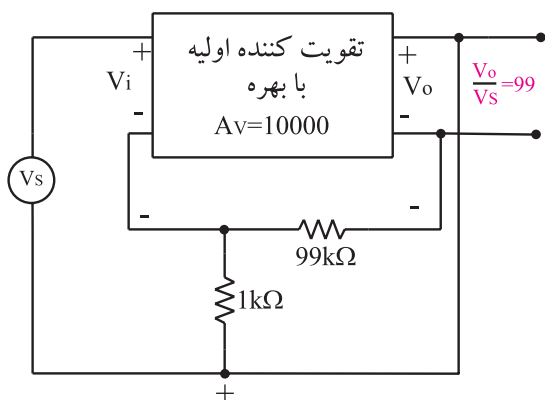 +
Vi
-
تقویت کننده اولیه
با بهره
AV=10000
+
Vo
-
Vo
VS
=99
VS
-
-
99kΩ
1kΩ
+